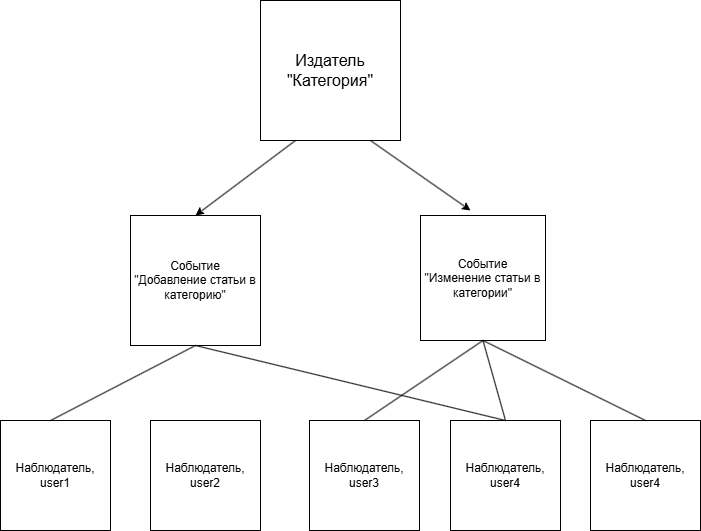 Издатель
"Категория"
Событие
"Добавление статьи в
категорию"
Событие
"Изменение статьи в
категории"
Наблюдатель,
user1
Наблюдатель,
user2
Наблюдатель,
user3
Наблюдатель,
user4
Наблюдатель,
user4